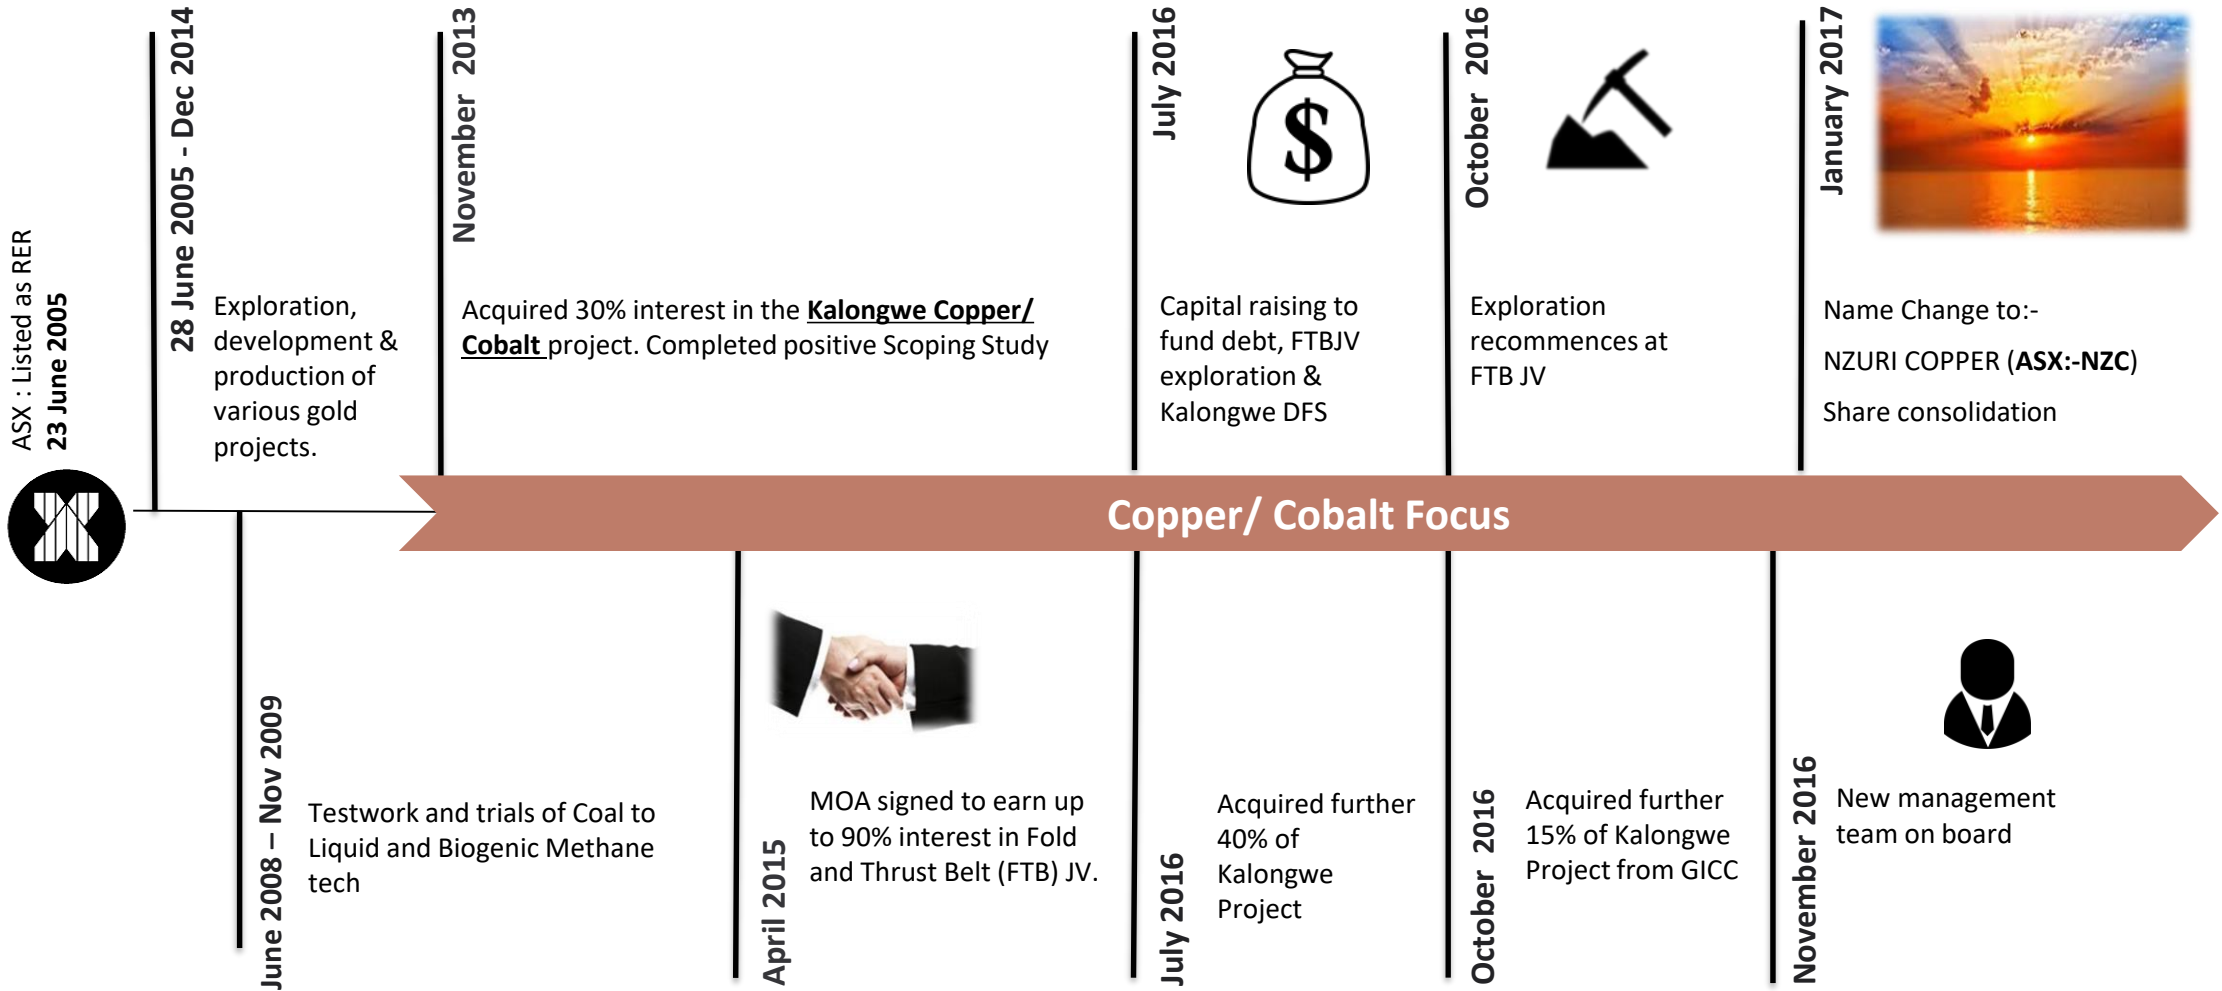 ASX : Listed as RER
23 June 2005
28 June 2005 - Dec 2014
Exploration,
development &
production of
various gold
projects.
November 2013
Acquired 30% interest in the Kalongwe Copper/
Cobalt project. Completed positive Scoping Study
July 2016
$
Capital raising to
fund debt, FTBJV
exploration &
Kalongwe DFS
October 2016
Exploration
recommences at
FTB JV
January 2017
Name Change to:-
NZURI COPPER (ASX:-NZC)
Share consolidation
Copper/ Cobalt Focus
June 2008 – Nov 2009
Testwork and trials of Coal to
Liquid and Biogenic Methane
tech
April 2015
MOA signed to earn up
to 90% interest in Fold
and Thrust Belt (FTB) JV.
July 2016
Acquired further
40% of
Kalongwe
Project
October 2016
Acquired further
15% of Kalongwe
Project from GICC
November 2016
New management
team on board